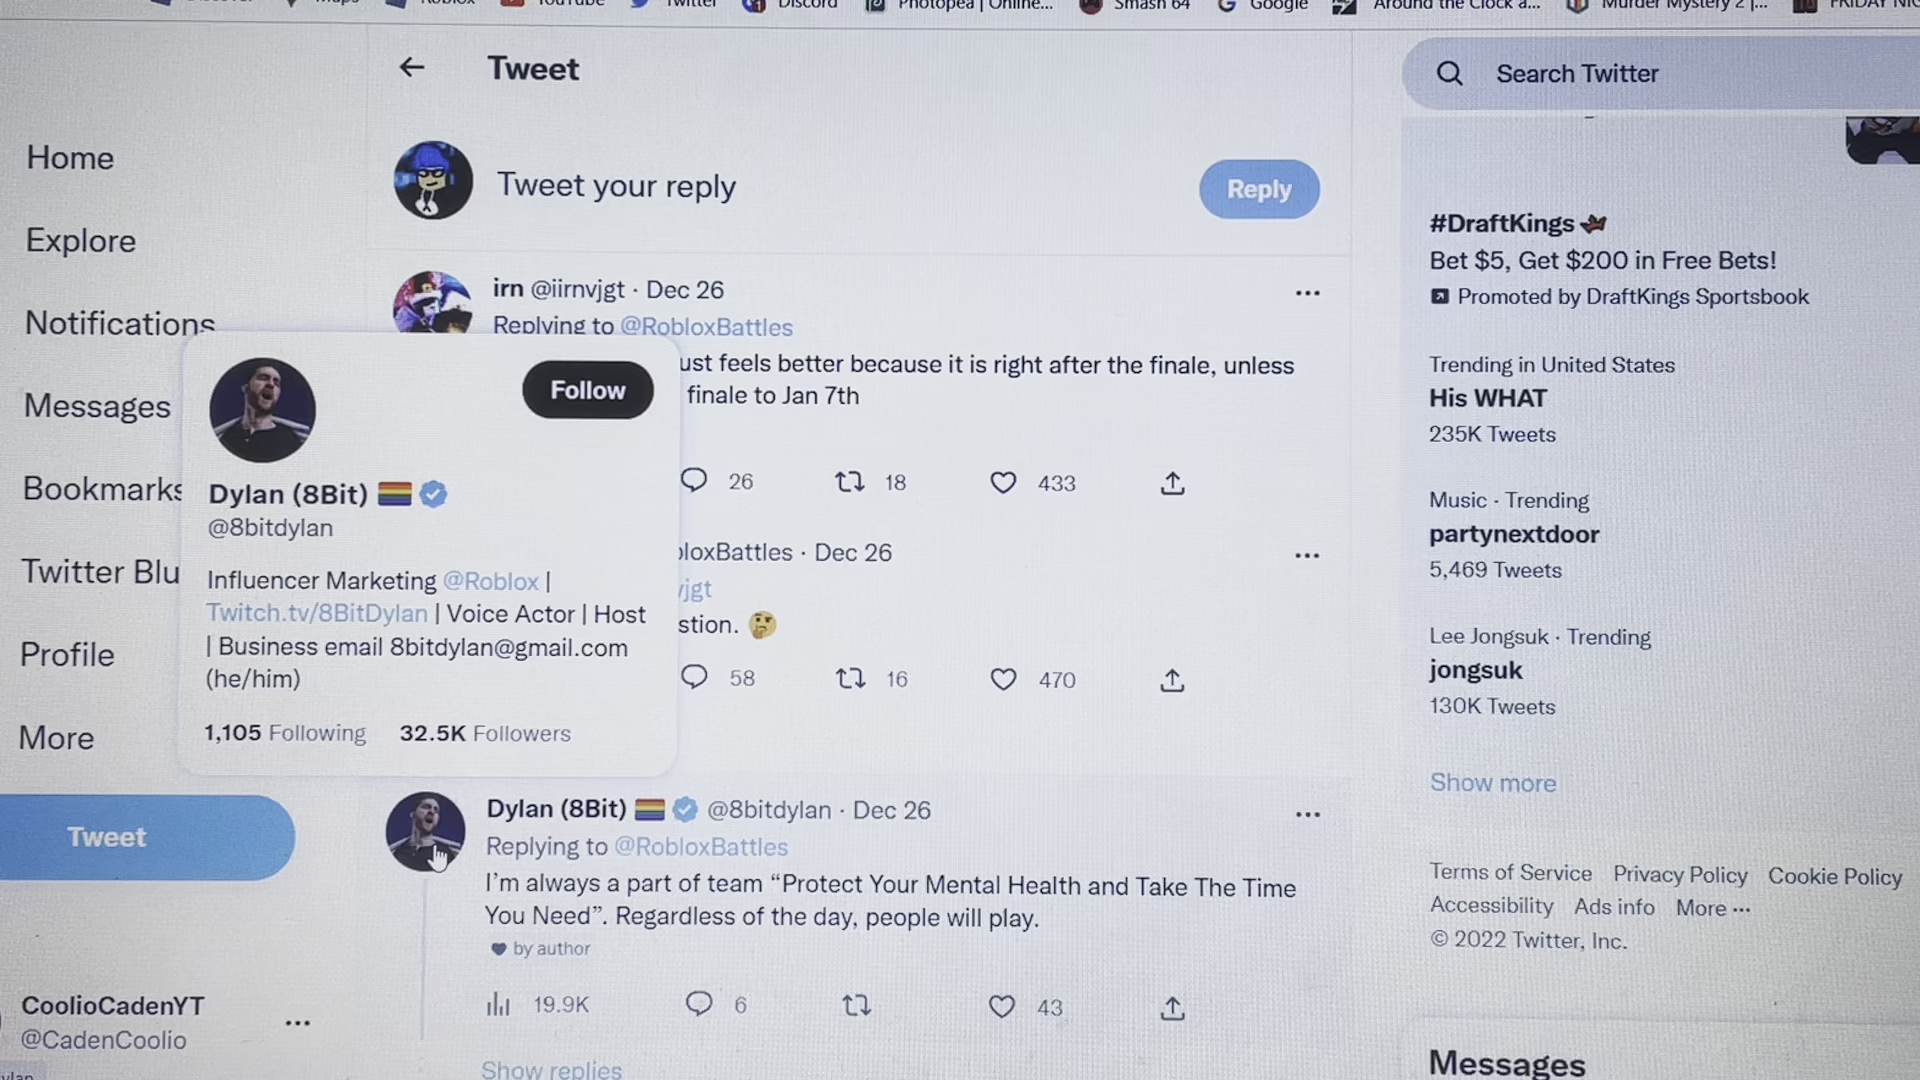 Maps
Roblox
YouTube
Twitter
Discord
Photopea | Online...
Smash 64
Google
Around the Clock a...
Murder Mystery 2 |...
Tweet
Search Twitter
Home
Explore
Notifications
Messages
Bookmarks
Twitter Blu
Profile
More
Tweet
CoolioCadenYT
@CadenCoolio
Tweet your reply
Reply
irn @iirnvjgt · Dec 26
Replying to @RobloxBattles
ust feels better because it is right after the finale, unless
finale to Jan 7th
26 18 433
Follow
Dylan (8Bit)
@8bitdylan
Influencer Marketing @Roblox |
Twitch.tv/8BitDylan | Voice Actor | Host
| Business email 8bitdylan@gmail.com
(he/him)
1,105 Following 32.5K Followers
bloxBattles · Dec 26
vjgt
stion. 🤔
58 16 470
Dylan (8Bit) @8bitdylan · Dec 26
Replying to @RobloxBattles
I'm always a part of team “Protect Your Mental Health and Take The Time
You Need”. Regardless of the day, people will play.
by author
19.9K 6 43
Show replies
#DraftKings
Bet $5, Get $200 in Free Bets!
Promoted by DraftKings Sportsbook
Trending in United States
His WHAT
235K Tweets
Music · Trending
partynextdoor
5,469 Tweets
Lee Jongsuk · Trending
jongsuk
130K Tweets
Show more
Terms of Service Privacy Policy Cookie Policy
Accessibility Ads info More ···
© 2022 Twitter, Inc.
Messages